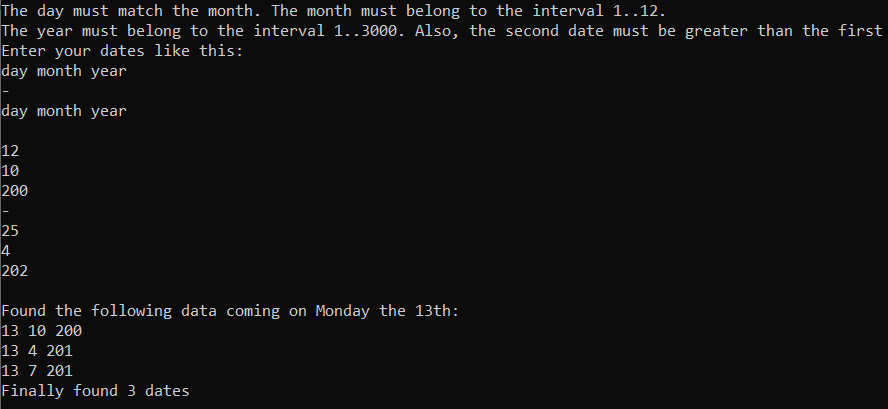 The day must match the month. The month must belong to the interval 1..12.
The year must belong to the interval 1..3000. Also, the second date must be greater than the first
Enter your dates like this:
day month year
-
day month year
12
10
200
-
25
4
202
Found the following data coming on Monday the 13th:
13 10 200
13 4 201
13 7 201
Finally found 3 dates